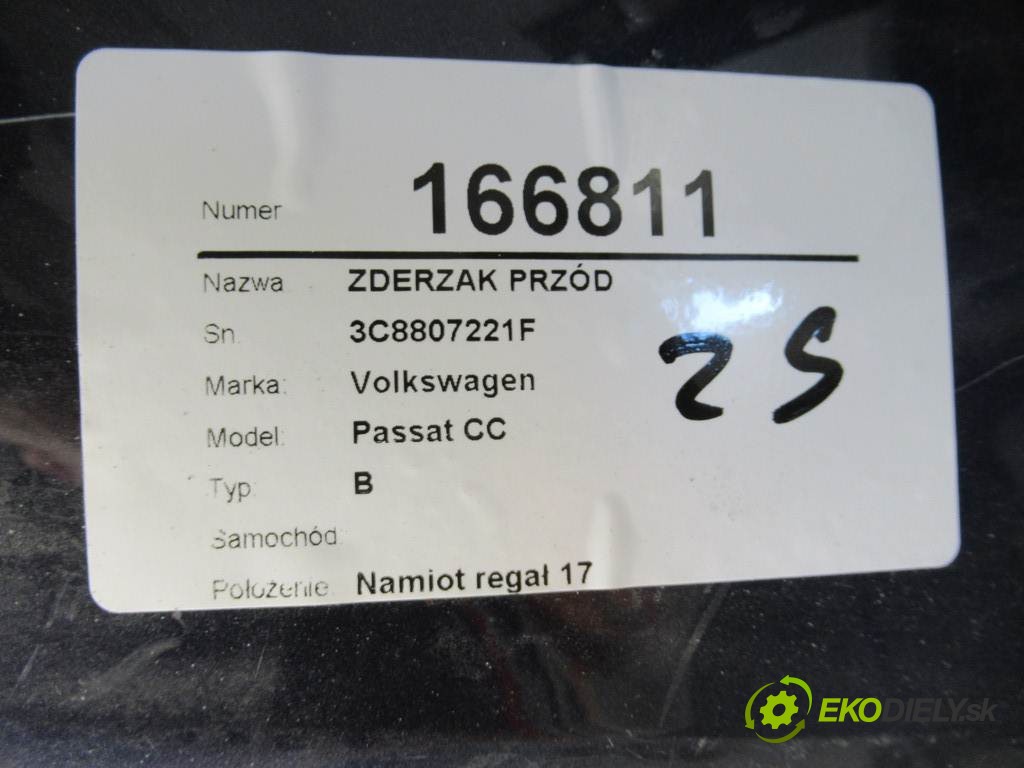 Numer 166811
Nazwa ZDERZAK PRZÓD
Sn. 3C8807221F
Marka: Volkswagen
Model: Passat CC
Typ: B
Samochód:
Położenie: Namiot regał 17
25
EKODIELY.sk